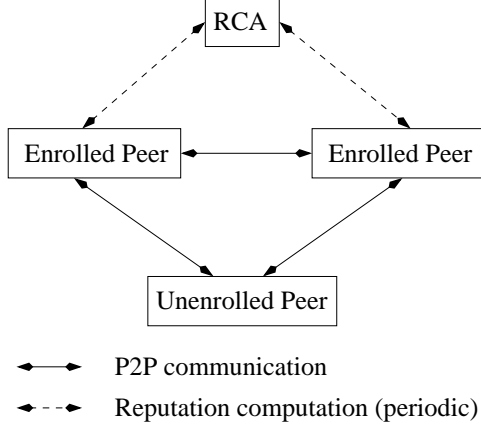 RCA
Enrolled Peer Enrolled Peer
Unenrolled Peer
P2P communication
Reputation computation (periodic)